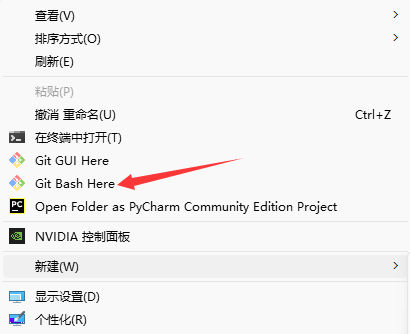 查看(V)
排序方式(O)
刷新(E)
粘贴(P)
撤消 重命名(U) Ctrl+Z
在终端中打开(T)
Git GUI Here
Git Bash Here
PC Open Folder as PyCharm Community Edition Project
NVIDIA 控制面板
新建(W)
显示设置(D)
个性化(R)